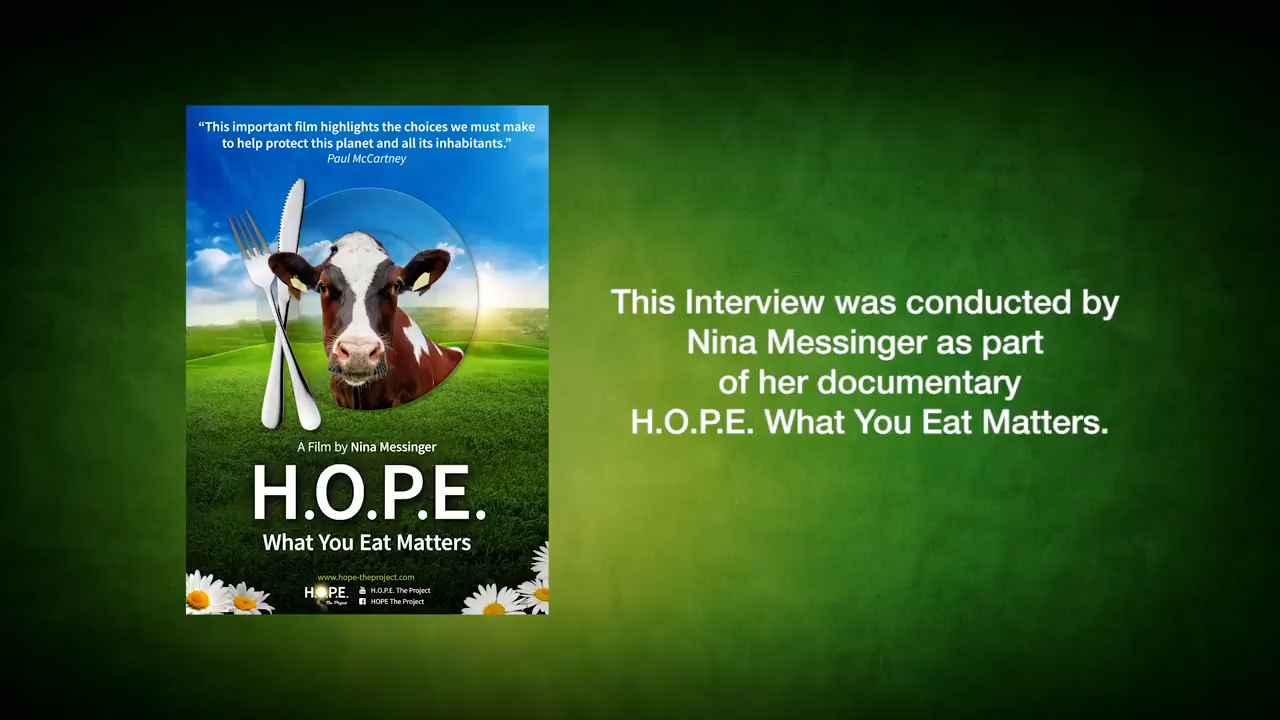 “This important film highlights the choices we must make
to help protect this planet and all its inhabitants.”
Paul McCartney
A Film by Nina Messinger
H.O.P.E.
What You Eat Matters
www.hope-theproject.com
H.O.P.E.
The Project
H.O.P.E. The Project
HOPE The Project
This Interview was conducted by
Nina Messinger as part
of her documentary
H.O.P.E. What You Eat Matters.